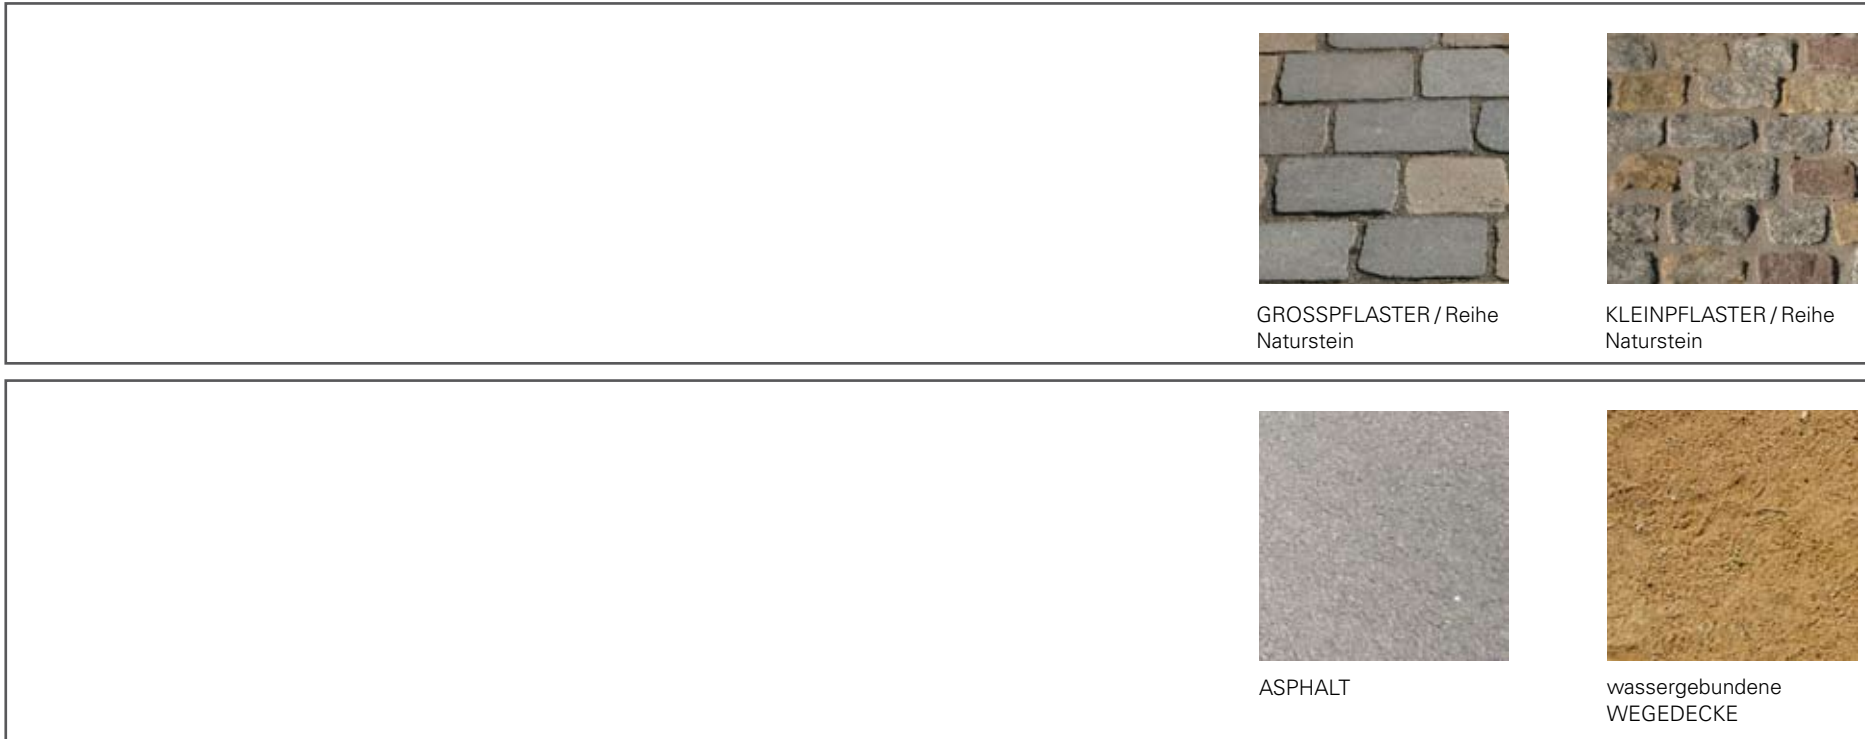 GROSSPFLASTER / Reihe
Naturstein
KLEINPFLASTER / Reihe
Naturstein
ASPHALT
wassergebundene
WEGEDECKE